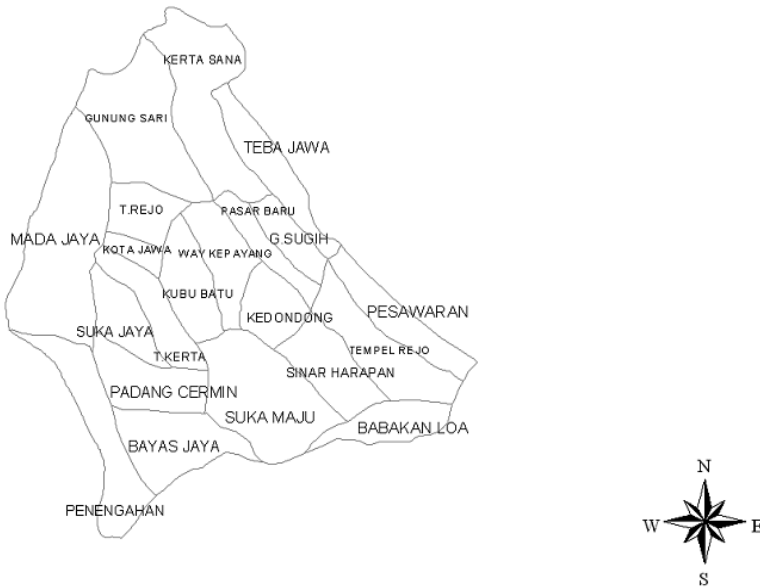 KERTA SANA
GUNUNG SARI
TEBA JAWA
T.REJO
PASAR BARU
MADA JAYA
KOTA JAWA
WAY KEPAYANG
G.SUGIH
KUBU BATU
KEDONDONG
PESAWARAN
SUKA JAYA
T.KERTA
TEMPEL REJO
SINAR HARAPAN
PADANG CERMIN
SUKA MAJU
BABAKAN LOA
BAYAS JAYA
PENENGAHAN
N
W
E
S